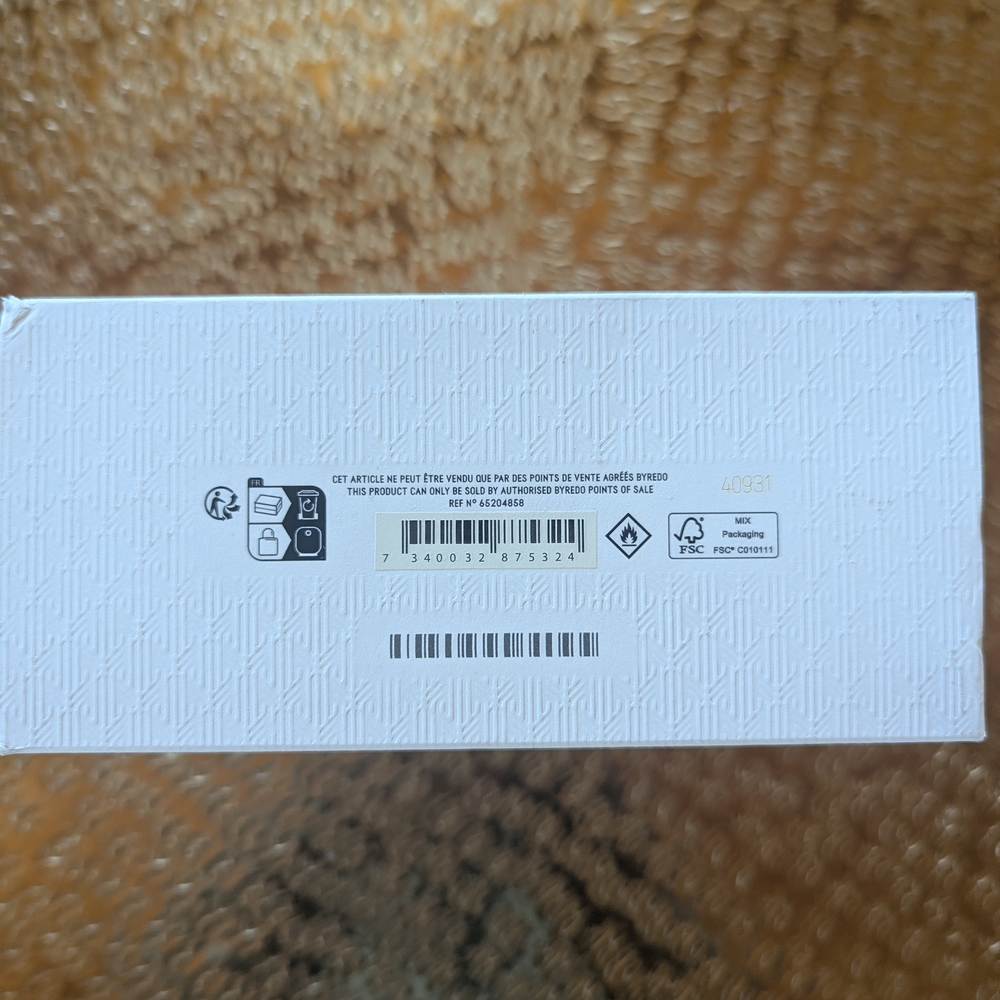 CET ARTICLE NE PEUT ÊTRE VENDU QUE PAR DES POINTS DE VENTE AGRÉÉS BYREDO
THIS PRODUCT CAN ONLY BE SOLD BY AUTHORISED BYREDO POINTS OF SALE
REF Nº 65204858
40931
FR
7 340032 875324
FSC
MIX
Packaging
FSC® C010111